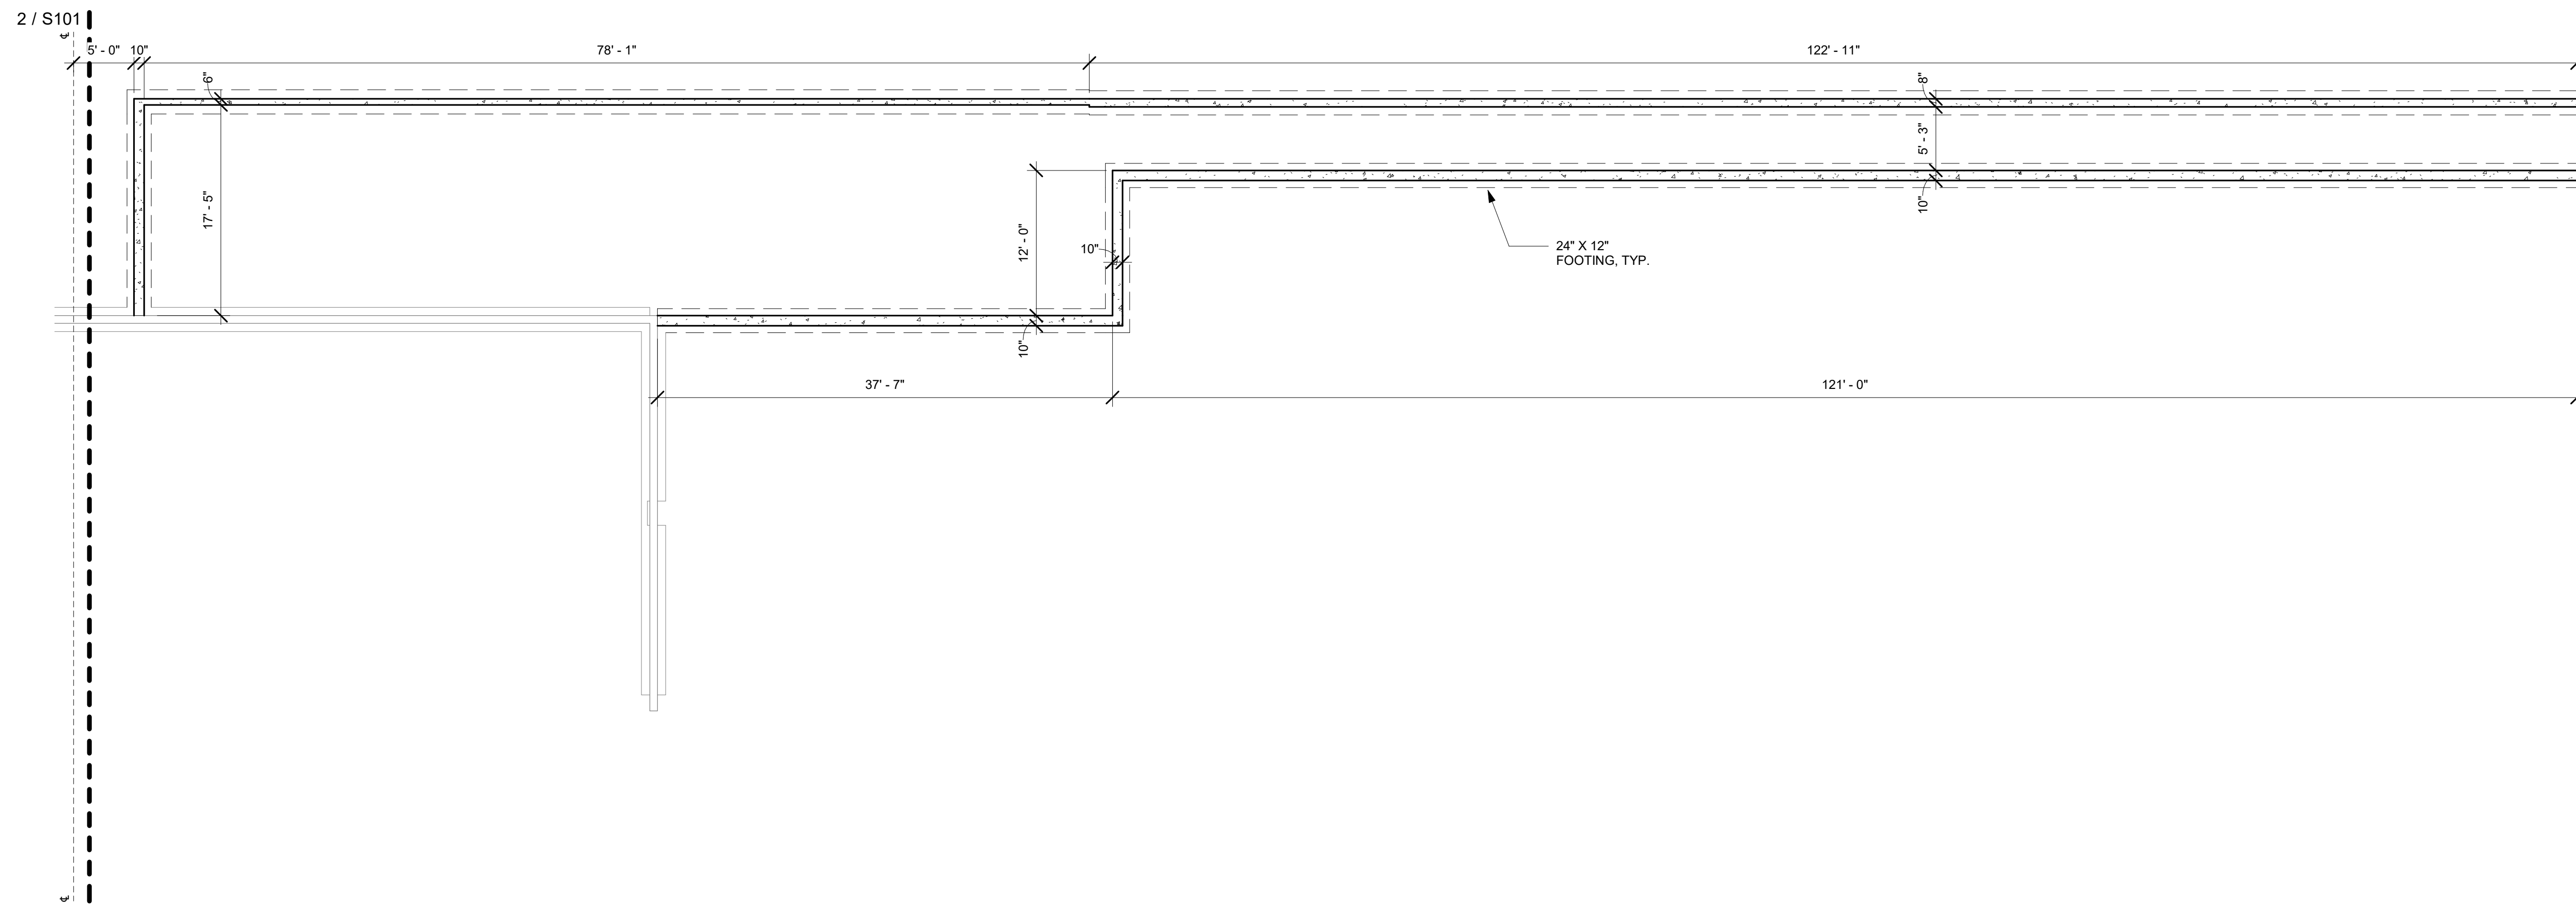 2 / S101
℄
5' - 0" 10" 78' - 1" 122' - 11"
6"
8"
5' - 3"
17' - 5"
10"
12' - 0"
10"
24" X 12"
FOOTING, TYP.
10"
37' - 7" 121' - 0"
℄